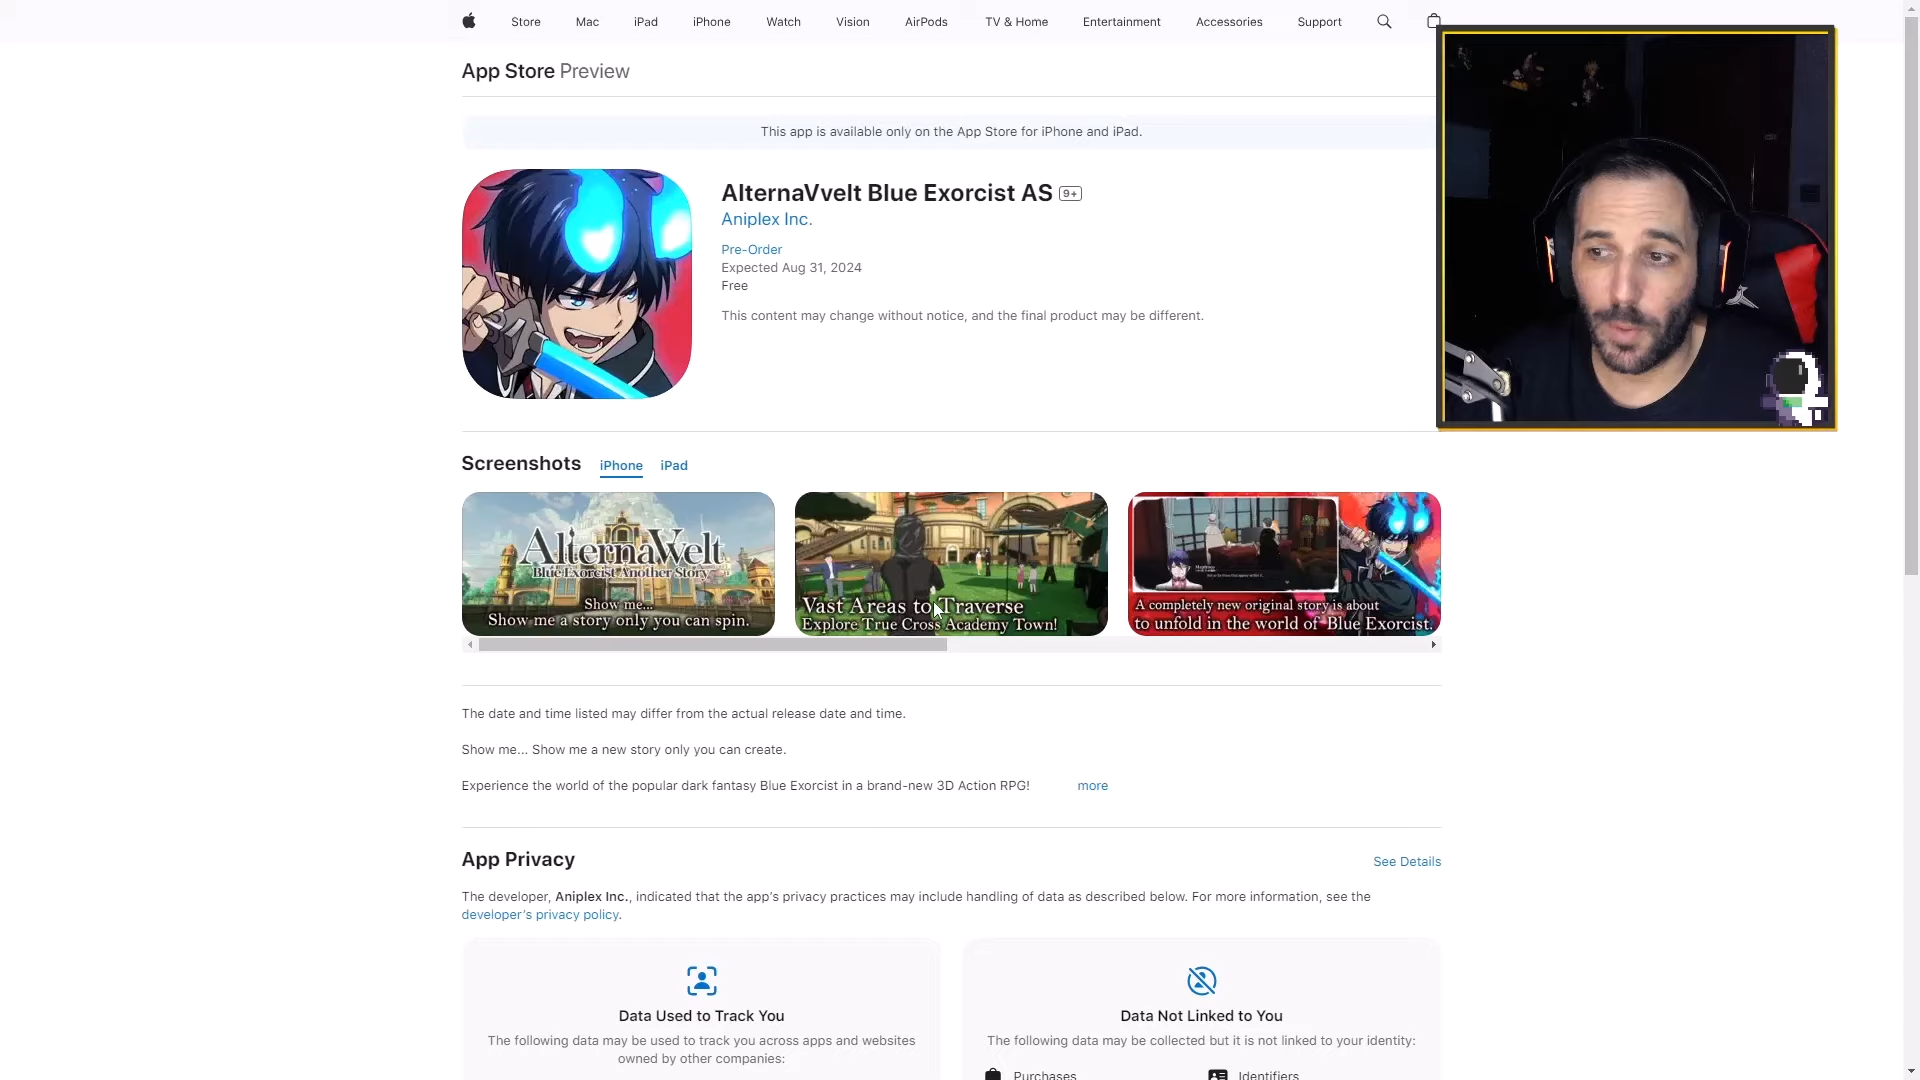 Store Mac iPad iPhone Watch Vision AirPods TV & Home Entertainment Accessories Support
App Store Preview
This app is available only on the App Store for iPhone and iPad.
AlternaVvelt Blue Exorcist AS 9+
Aniplex Inc.
Pre-Order
Expected Aug 31, 2024
Free
This content may change without notice, and the final product may be different.
Screenshots iPhone iPad
AlternaWelt
Blue Exorcist Another Story
Show me...
Show me a story only you can spin.
Vast Areas to Traverse
Explore True Cross Academy Town!
A completely new original story is about
to unfold in the world of Blue Exorcist.
The date and time listed may differ from the actual release date and time.
Show me... Show me a new story only you can create.
Experience the world of the popular dark fantasy Blue Exorcist in a brand-new 3D Action RPG! more
App Privacy
See Details
The developer, Aniplex Inc., indicated that the app's privacy practices may include handling of data as described below. For more information, see the
developer's privacy policy.
Data Used to Track You
The following data may be used to track you across apps and websites
owned by other companies:
Data Not Linked to You
The following data may be collected but it is not linked to your identity:
Purchases Identifiers